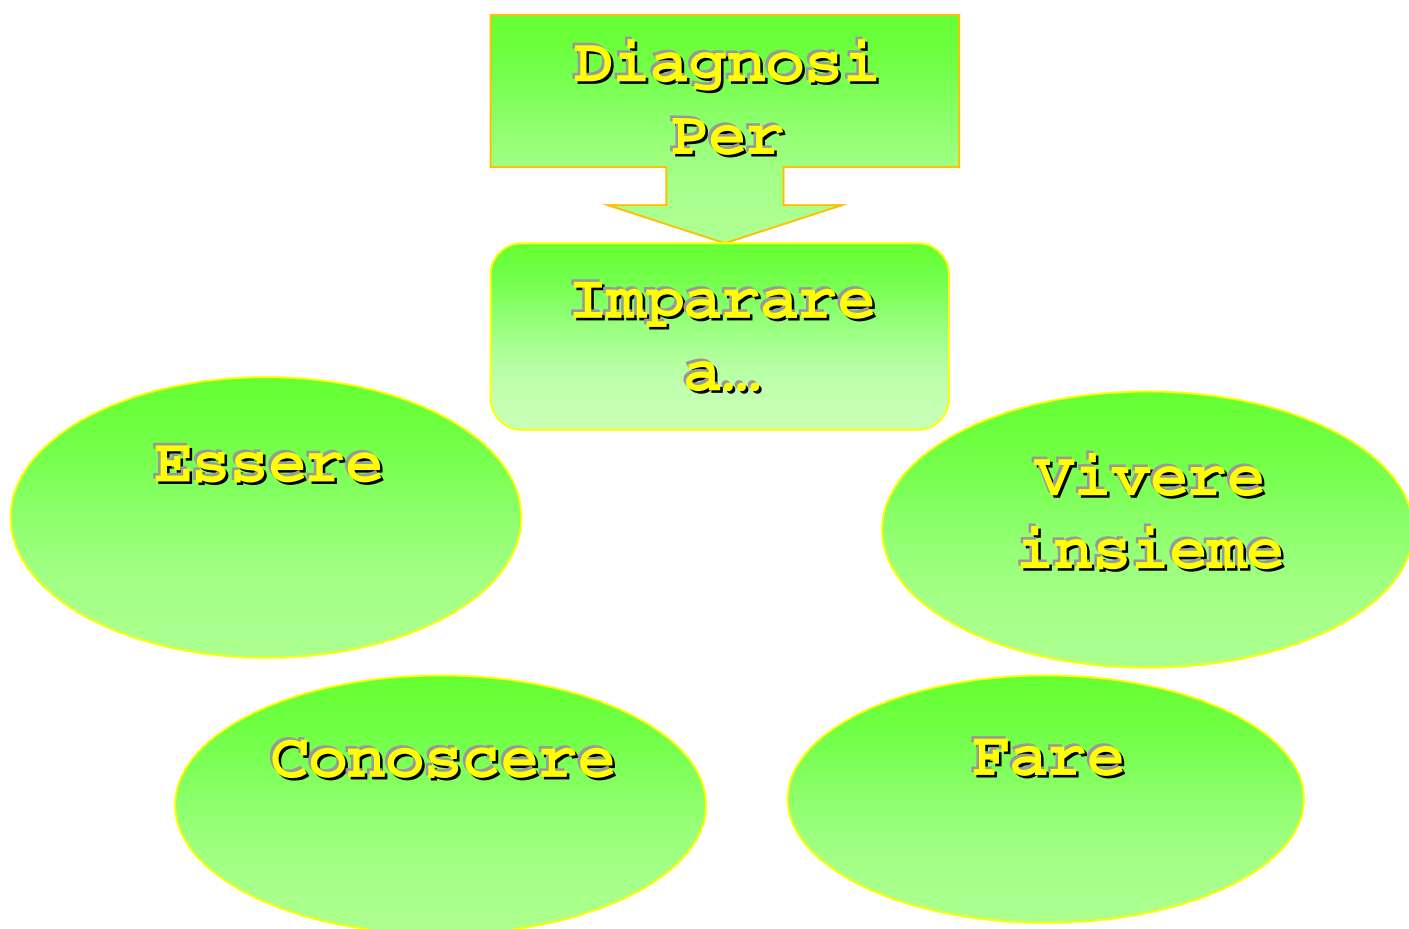 Diagnosi
Per
Imparare
a…
Essere
Vivere
insieme
Conoscere
Fare